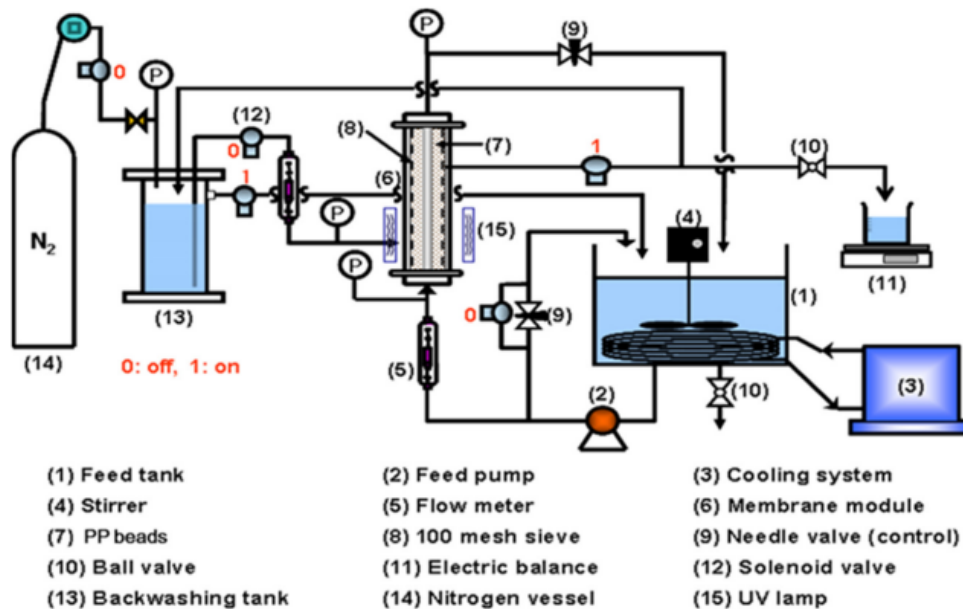 P
(9)
0
P
(12)
(8)
(7)
1
(10)
0
(6)
1
(4)
N2
P
(15)
P
(1)
(11)
(13)
0
(9)
(14)
0: off, 1: on
(5)
(2)
(10)
(3)
(1) Feed tank (2) Feed pump (3) Cooling system
(4) Stirrer (5) Flow meter (6) Membrane module
(7) PP beads (8) 100 mesh sieve (9) Needle valve (control)
(10) Ball valve (11) Electric balance (12) Solenoid valve
(13) Backwashing tank (14) Nitrogen vessel (15) UV lamp